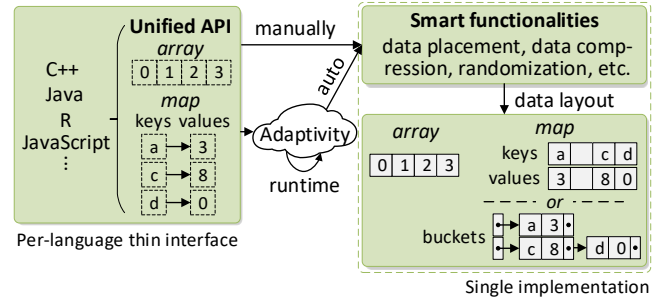 Unified API
array
0 1 2 3
map
keys values
a 3
c 8
d 0
C++
Java
R
JavaScript
⋮
Per-language thin interface
manually
auto
Adaptivity
runtime
Smart functionalities
data placement, data comp-
ression, randomization, etc.
data layout
array
0 1 2 3
map
keys a c d
values 3 8 0
or
buckets
a 3
c 8 d 0
Single implementation